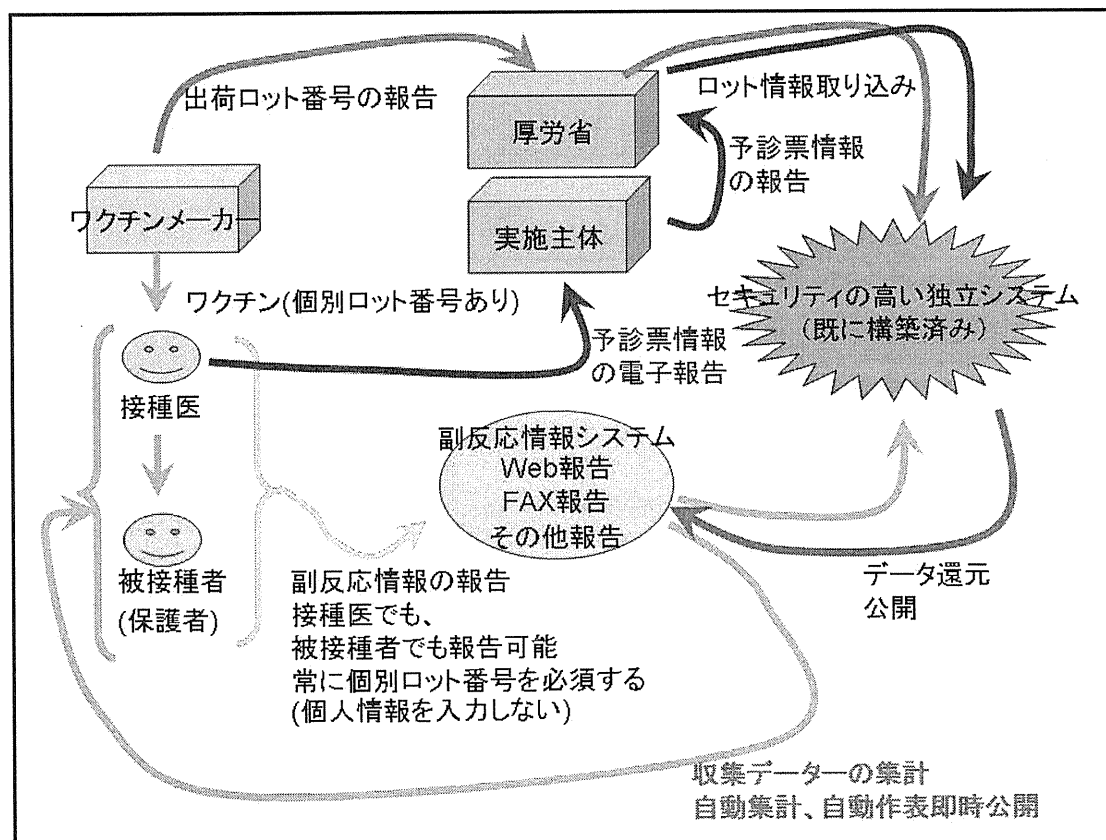 出荷ロット番号の報告
厚労省
ロット情報取り込み
予診票情報
の報告
ワクチンメーカー
実施主体
ワクチン(個別ロット番号あり)
セキュリティの高い独立システム
(既に構築済み)
予診票情報
の電子報告
接種医
副反応情報システム
Web報告
FAX報告
その他報告
被接種者
(保護者)
副反応情報の報告
接種医でも、
被接種者でも報告可能
常に個別ロット番号を必須する
(個人情報を入力しない)
データ還元
公開
収集データーの集計
自動集計、自動作表即時公開